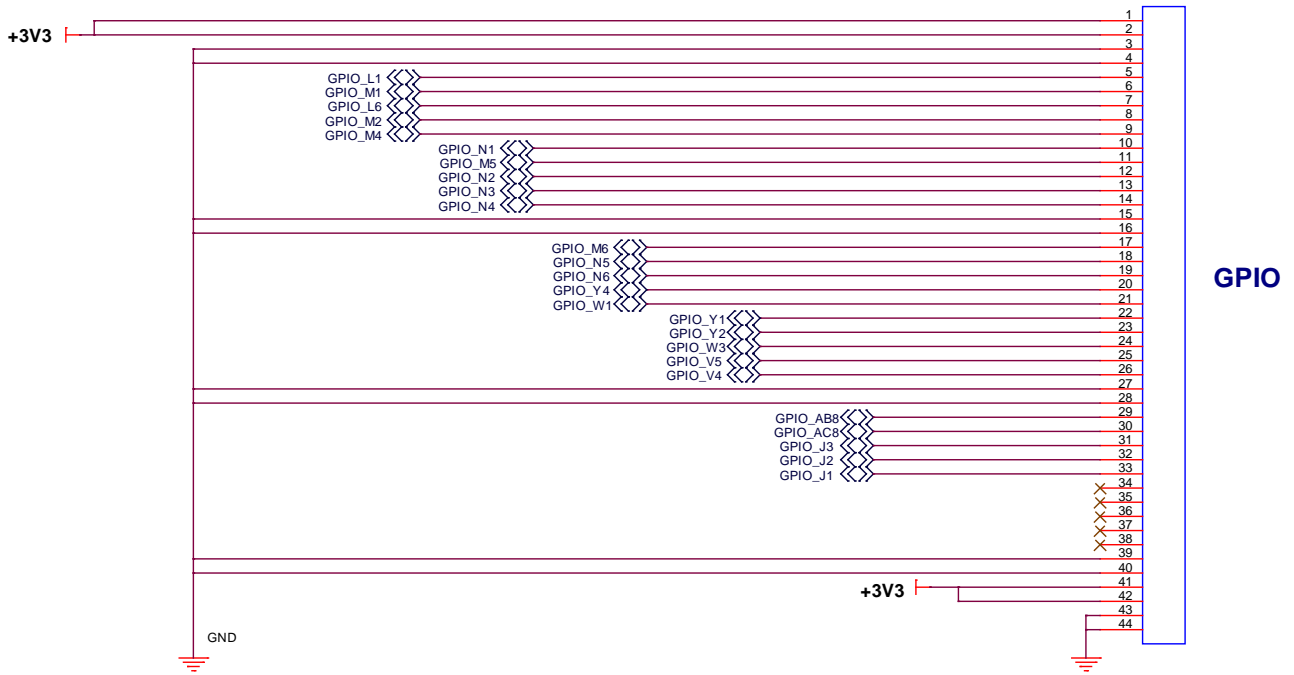 +3V3
1
2
3
4
GPIO_L1 5
GPIO_M1 6
GPIO_L6 7
GPIO_M2 8
GPIO_M4 9
GPIO_N1 10
GPIO_M5 11
GPIO_N2 12
GPIO_N3 13
GPIO_N4 14
15
16
GPIO_M6 17
GPIO_N5 18
GPIO_N6 19
GPIO_Y4 20
GPIO_W1 21
GPIO
GPIO_Y1 22
GPIO_Y2 23
GPIO_W3 24
GPIO_V5 25
GPIO_V4 26
27
28
GPIO_AB8 29
GPIO_AC8 30
GPIO_J3 31
GPIO_J2 32
GPIO_J1 33
34
35
36
37
38
39
40
+3V3 41
42
43
44
GND